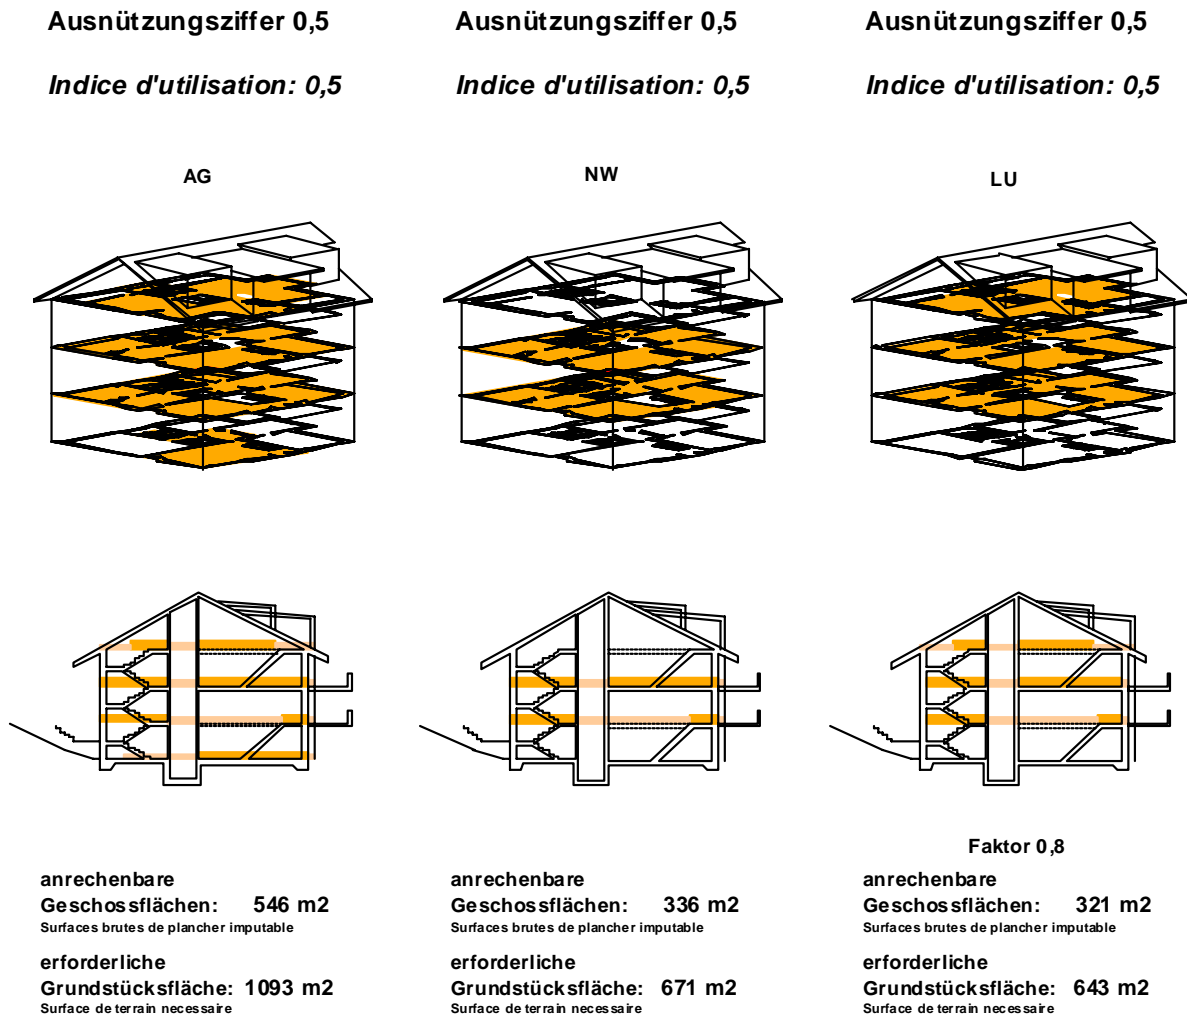 Ausnützungsziffer 0,5
Indice d'utilisation: 0,5
AG
anrechenbare
Geschossflächen: 546 m2
Surfaces brutes de plancher imputable
erforderliche
Grundstücksfläche: 1093 m2
Surface de terrain necessaire
Ausnützungsziffer 0,5
Indice d'utilisation: 0,5
NW
anrechenbare
Geschossflächen: 336 m2
Surfaces brutes de plancher imputable
erforderliche
Grundstücksfläche: 671 m2
Surface de terrain necessaire
Ausnützungsziffer 0,5
Indice d'utilisation: 0,5
LU
Faktor 0,8
anrechenbare
Geschossflächen: 321 m2
Surfaces brutes de plancher imputable
erforderliche
Grundstücksfläche: 643 m2
Surface de terrain necessaire